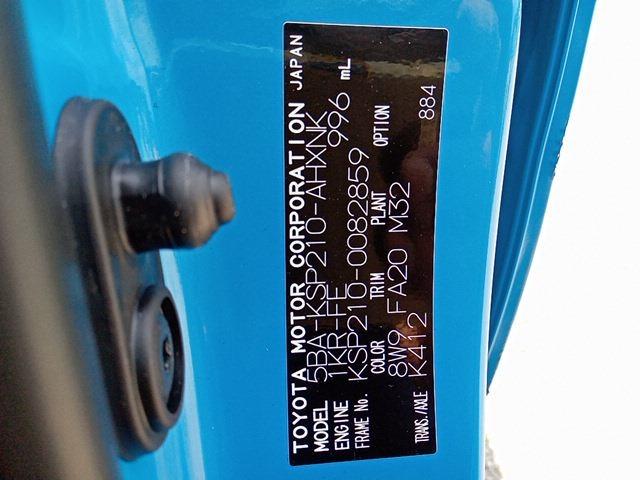 TOYOTA MOTOR CORPORATION JAPAN
MODEL 5BA-KSP210-AHXNK
ENGINE 1KR-FE 996 mL
FRAME No. KSP210-0082859
COLOR TRIM PLANT OPTION
8W9 FA20 M32 884
TRANS./AXLE K412